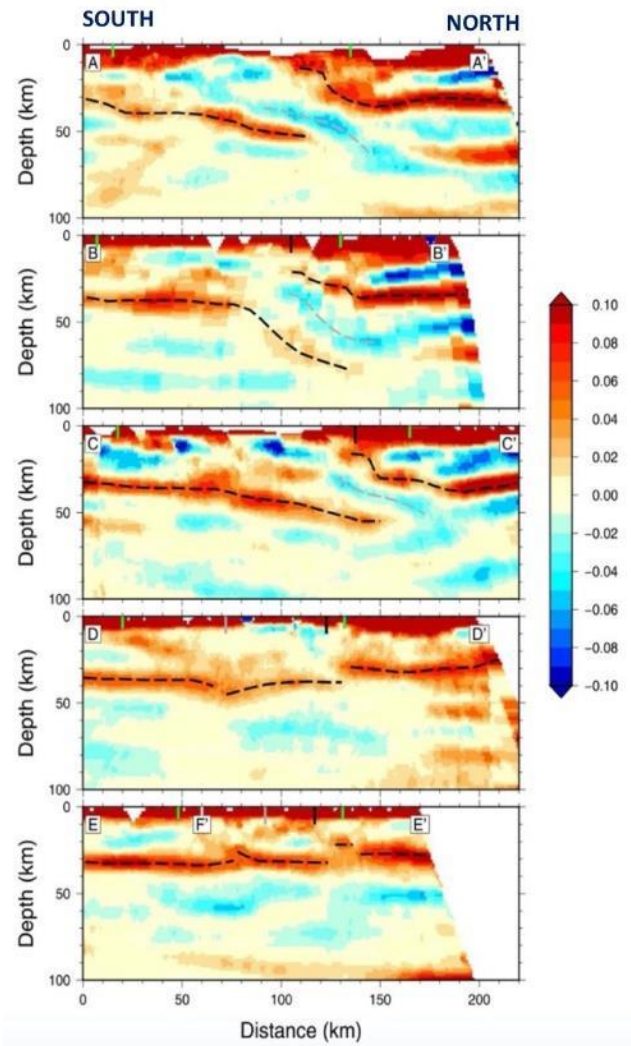 SOUTH NORTH
0
A A'
Depth (km)
50
100
0
B B'
Depth (km)
50
100
0
C C'
Depth (km)
50
100
0
D D'
Depth (km)
50
100
0
E F' E'
Depth (km)
50
100
0 50 100 150 200
Distance (km)
0.10
0.08
0.06
0.04
0.02
0.00
−0.02
−0.04
−0.06
−0.08
−0.10